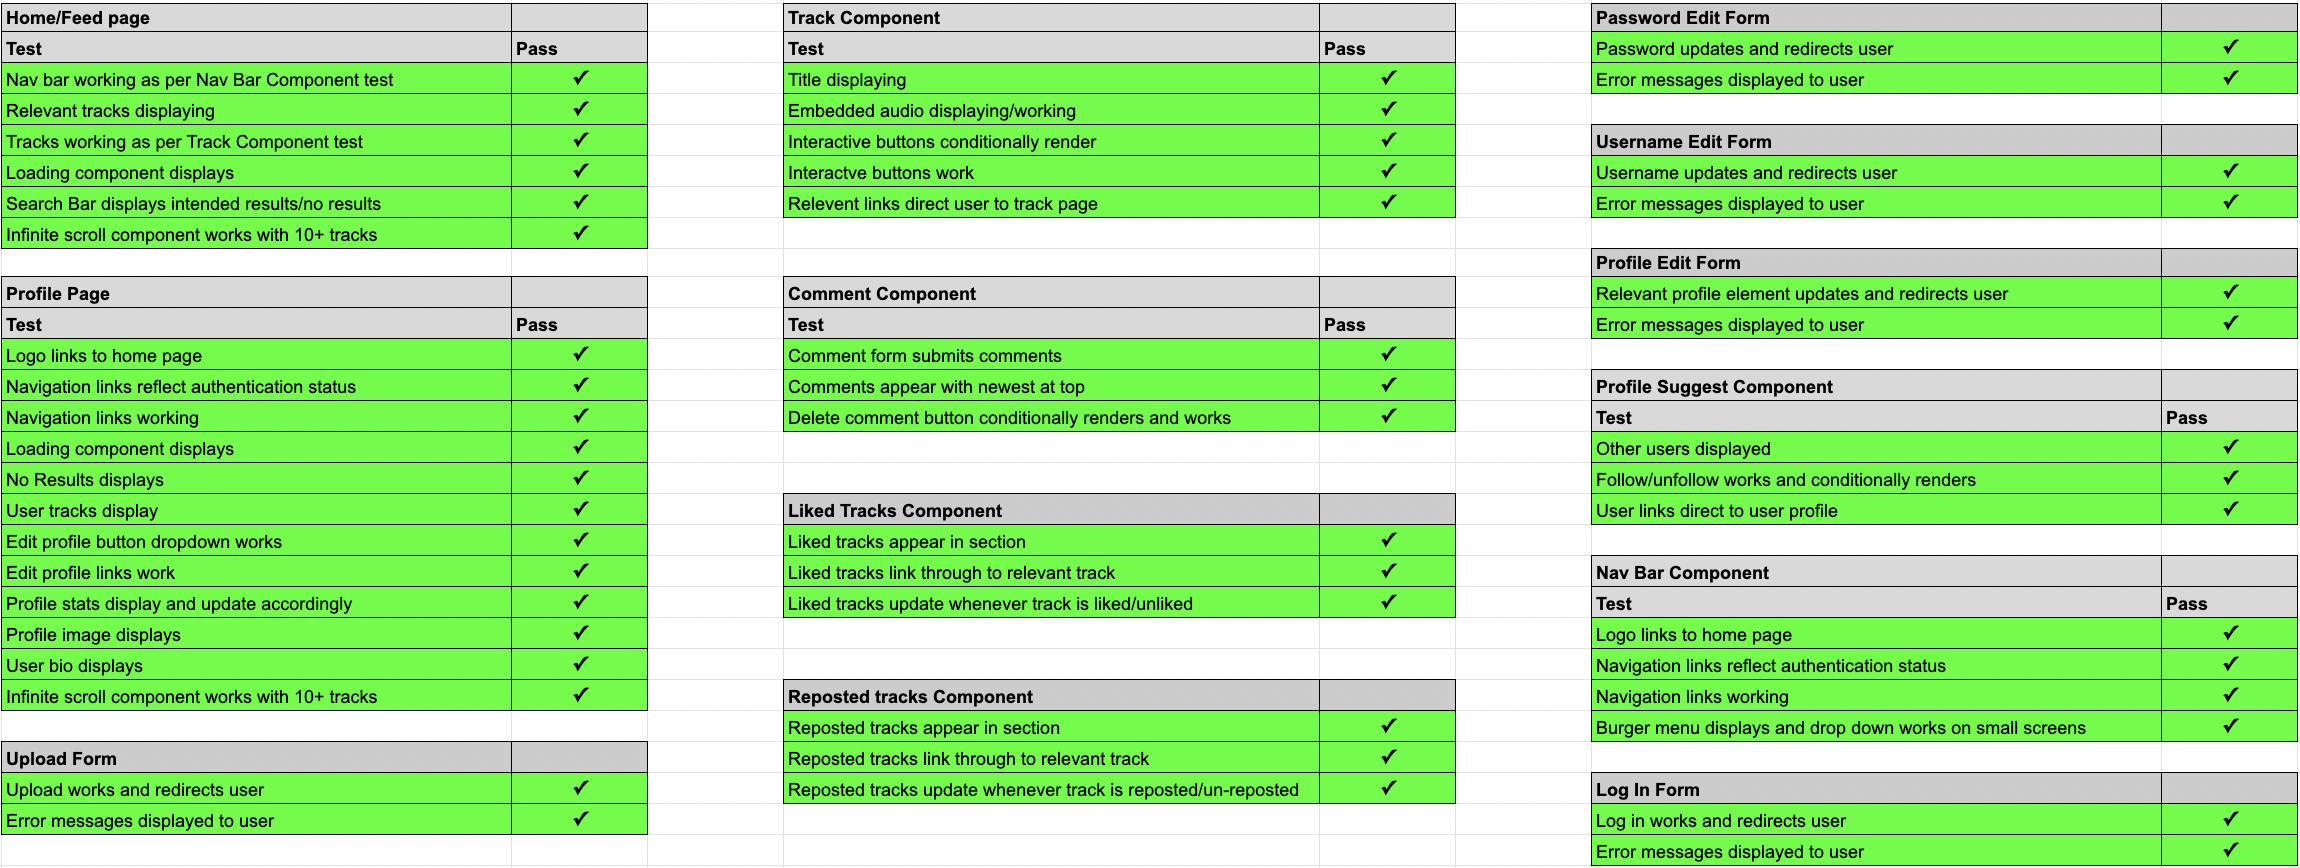 Home/Feed page
Test Pass
Nav bar working as per Nav Bar Component test ✓
Relevant tracks displaying ✓
Tracks working as per Track Component test ✓
Loading component displays ✓
Search Bar displays intended results/no results ✓
Infinite scroll component works with 10+ tracks ✓
Profile Page
Test Pass
Logo links to home page ✓
Navigation links reflect authentication status ✓
Navigation links working ✓
Loading component displays ✓
No Results displays ✓
User tracks display ✓
Edit profile button dropdown works ✓
Edit profile links work ✓
Profile stats display and update accordingly ✓
Profile image displays ✓
User bio displays ✓
Infinite scroll component works with 10+ tracks ✓
Upload Form
Upload works and redirects user ✓
Error messages displayed to user ✓
Track Component
Test Pass
Title displaying ✓
Embedded audio displaying/working ✓
Interactive buttons conditionally render ✓
Interactve buttons work ✓
Relevent links direct user to track page ✓
Comment Component
Test Pass
Comment form submits comments ✓
Comments appear with newest at top ✓
Delete comment button conditionally renders and works ✓
Liked Tracks Component
Liked tracks appear in section ✓
Liked tracks link through to relevant track ✓
Liked tracks update whenever track is liked/unliked ✓
Reposted tracks Component
Reposted tracks appear in section ✓
Reposted tracks link through to relevant track ✓
Reposted tracks update whenever track is reposted/un-reposted ✓
Password Edit Form
Password updates and redirects user ✓
Error messages displayed to user ✓
Username Edit Form
Username updates and redirects user ✓
Error messages displayed to user ✓
Profile Edit Form
Relevant profile element updates and redirects user ✓
Error messages displayed to user ✓
Profile Suggest Component
Test Pass
Other users displayed ✓
Follow/unfollow works and conditionally renders ✓
User links direct to user profile ✓
Nav Bar Component
Test Pass
Logo links to home page ✓
Navigation links reflect authentication status ✓
Navigation links working ✓
Burger menu displays and drop down works on small screens ✓
Log In Form
Log in works and redirects user ✓
Error messages displayed to user ✓